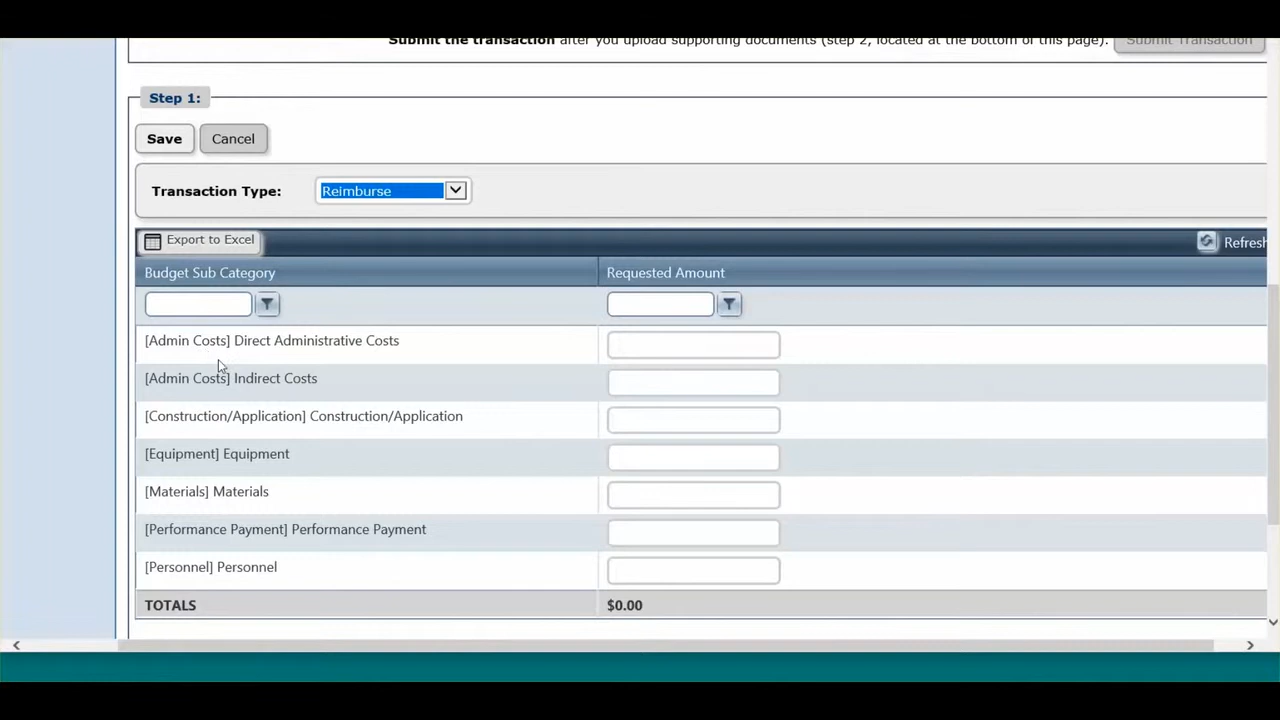 Submit the transaction after you upload supporting documents (step 2, located at the bottom of this page). Submit Transaction
Step 1:
Save Cancel
Transaction Type: Reimburse
Export to Excel Refresh
Budget Sub Category Requested Amount
[Admin Costs] Direct Administrative Costs
[Admin Costs] Indirect Costs
[Construction/Application] Construction/Application
[Equipment] Equipment
[Materials] Materials
[Performance Payment] Performance Payment
[Personnel] Personnel
TOTALS $0.00